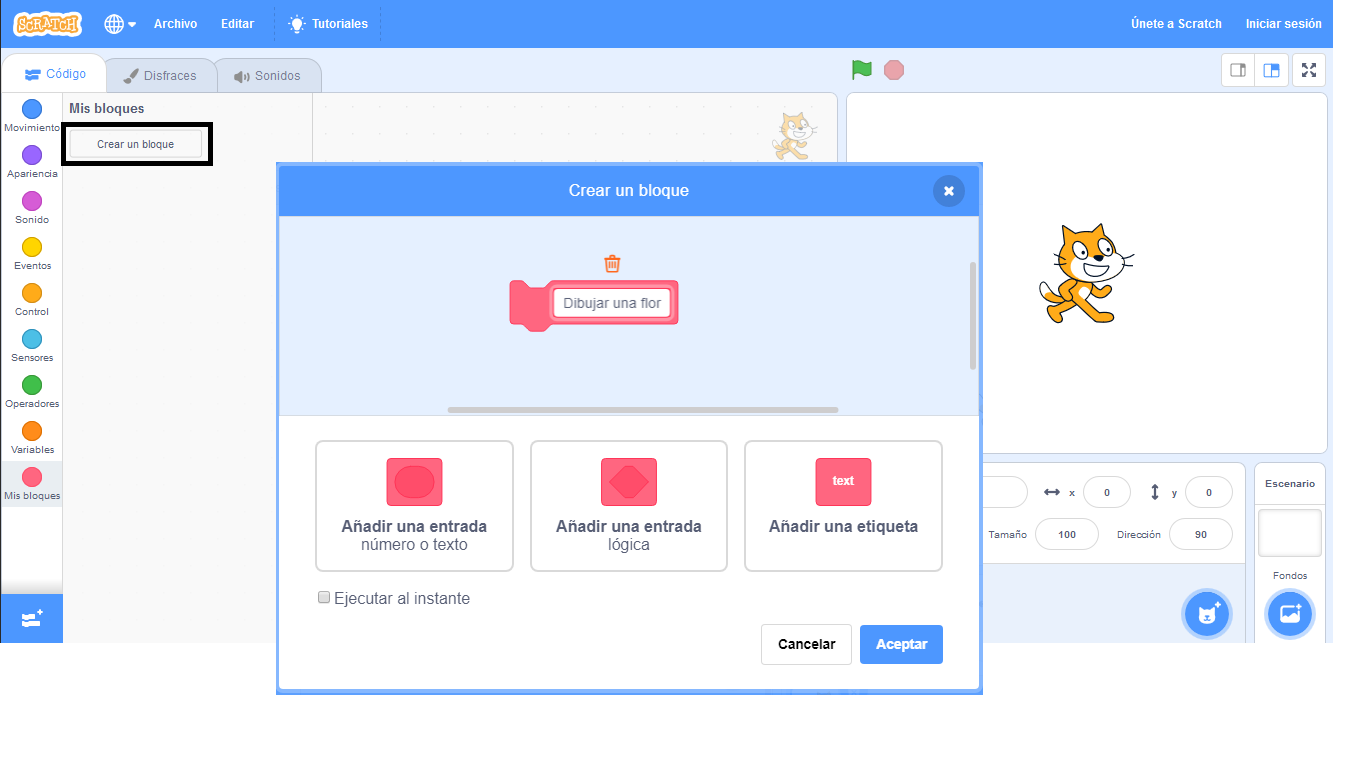 SCRATCH
Archivo
Editar
Tutoriales
Únete a Scratch
Iniciar sesión
Código
Disfraces
Sonidos
Movimiento
Apariencia
Sonido
Eventos
Control
Sensores
Operadores
Variables
Mis bloques
Mis bloques
Crear un bloque
Crear un bloque
Dibujar una flor
Añadir una entrada
número o texto
Añadir una entrada
lógica
text
Añadir una etiqueta
Ejecutar al instante
Cancelar
Aceptar
x
0
y
0
Tamaño
100
Dirección
90
Escenario
Fondos